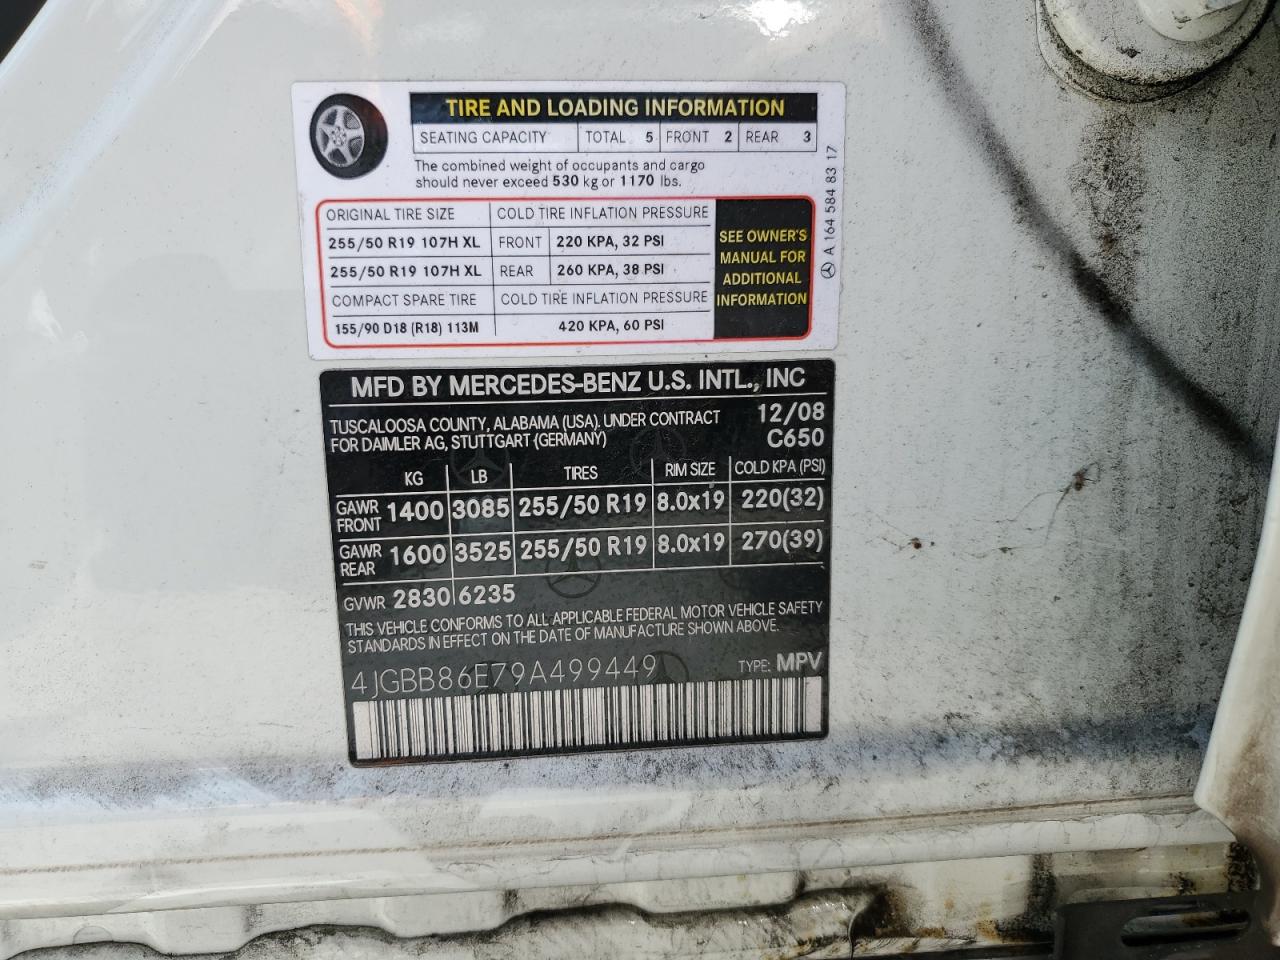 TIRE AND LOADING INFORMATION
SEATING CAPACITY TOTAL 5 FRONT 2 REAR 3
The combined weight of occupants and cargo
should never exceed 530 kg or 1170 lbs.
ORIGINAL TIRE SIZE COLD TIRE INFLATION PRESSURE
255/50 R19 107H XL FRONT 220 KPA, 32 PSI
255/50 R19 107H XL REAR 260 KPA, 38 PSI
COMPACT SPARE TIRE COLD TIRE INFLATION PRESSURE
155/90 D18 (R18) 113M 420 KPA, 60 PSI
SEE OWNER'S
MANUAL FOR
ADDITIONAL
INFORMATION
A 164 584 83 17
MFD BY MERCEDES-BENZ U.S. INTL., INC
TUSCALOOSA COUNTY, ALABAMA (USA). UNDER CONTRACT 12/08
FOR DAIMLER AG, STUTTGART (GERMANY) C650
KG LB TIRES RIM SIZE COLD KPA (PSI)
GAWR FRONT 1400 3085 255/50 R19 8.0x19 220(32)
GAWR REAR 1600 3525 255/50 R19 8.0x19 270(39)
GVWR 2830 6235
THIS VEHICLE CONFORMS TO ALL APPLICABLE FEDERAL MOTOR VEHICLE SAFETY
STANDARDS IN EFFECT ON THE DATE OF MANUFACTURE SHOWN ABOVE.
4JGBB86E79A499449 TYPE: MPV